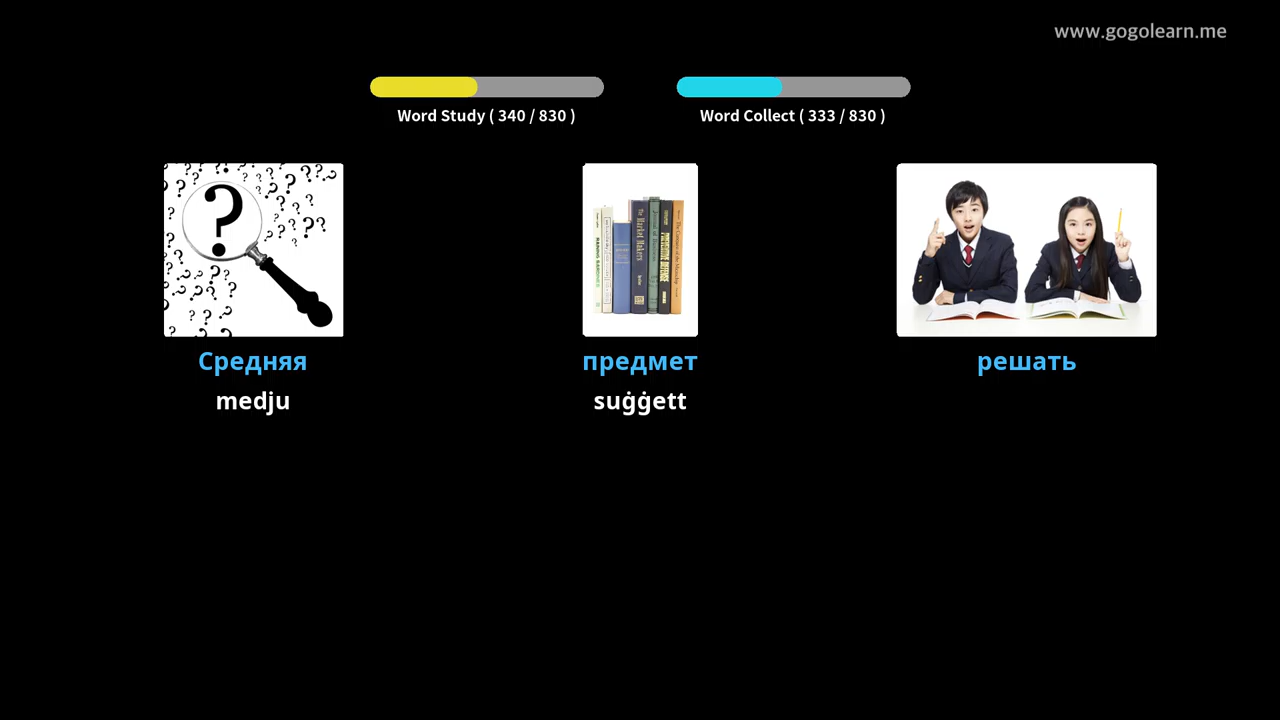 www.gogolearn.me
Word Study ( 340 / 830 )
Word Collect ( 333 / 830 )
Средняя
предмет
решать
medju
suġġett